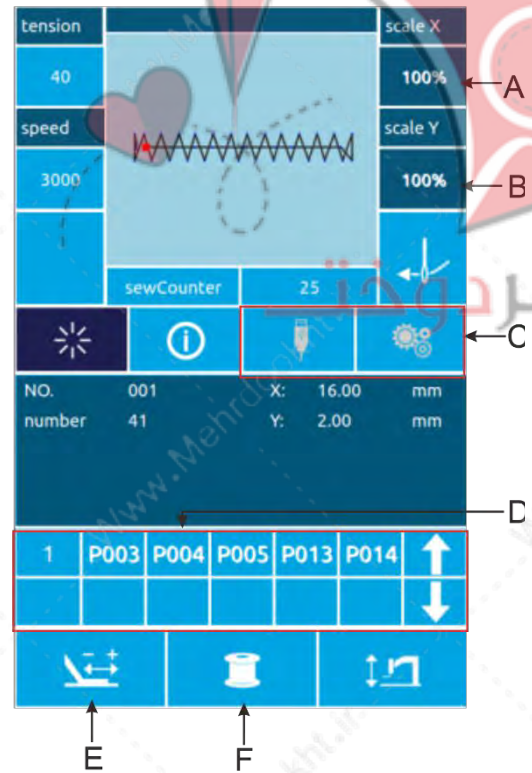 tension
scale X
40
100%
A
speed
scale Y
3000
100%
B
sewCounter 25
C
NO. 001 X: 16.00 mm
number 41 Y: 2.00 mm
www.Mehrdookht.ir
D
1 P003 P004 P005 P013 P014
E
F